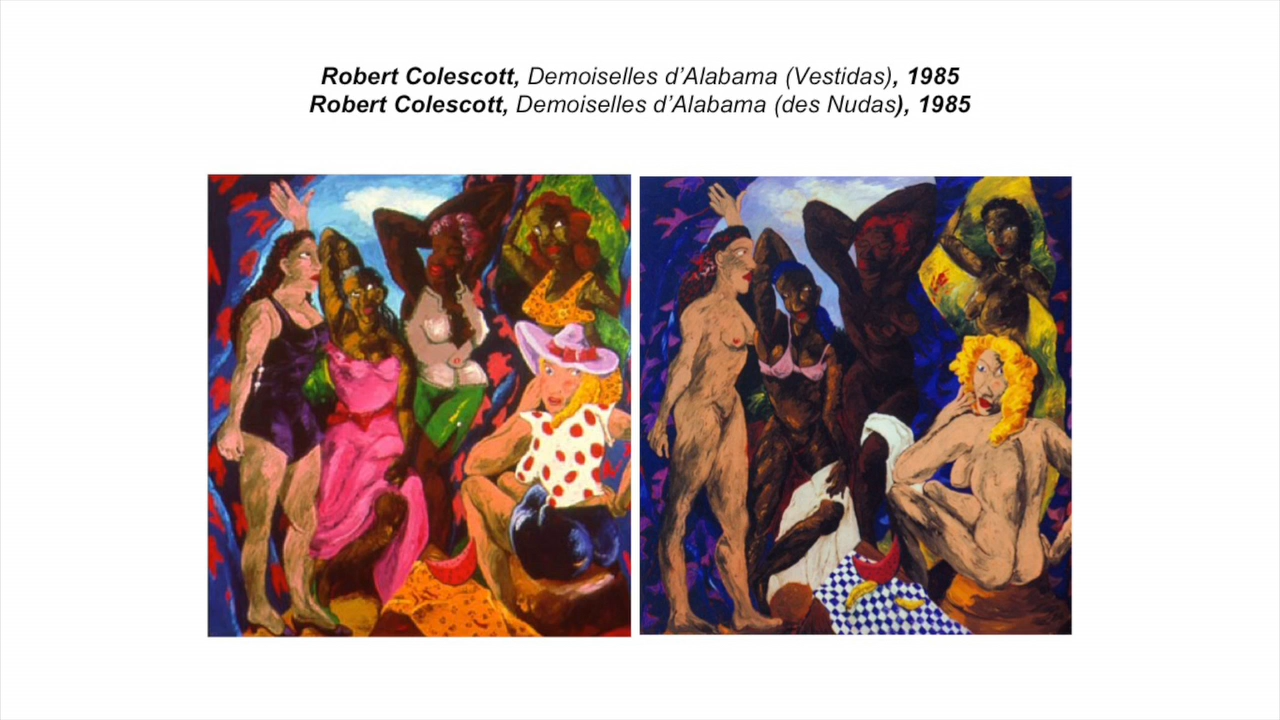 Robert Colescott, Demoiselles d’Alabama (Vestidas), 1985
Robert Colescott, Demoiselles d’Alabama (des Nudas), 1985